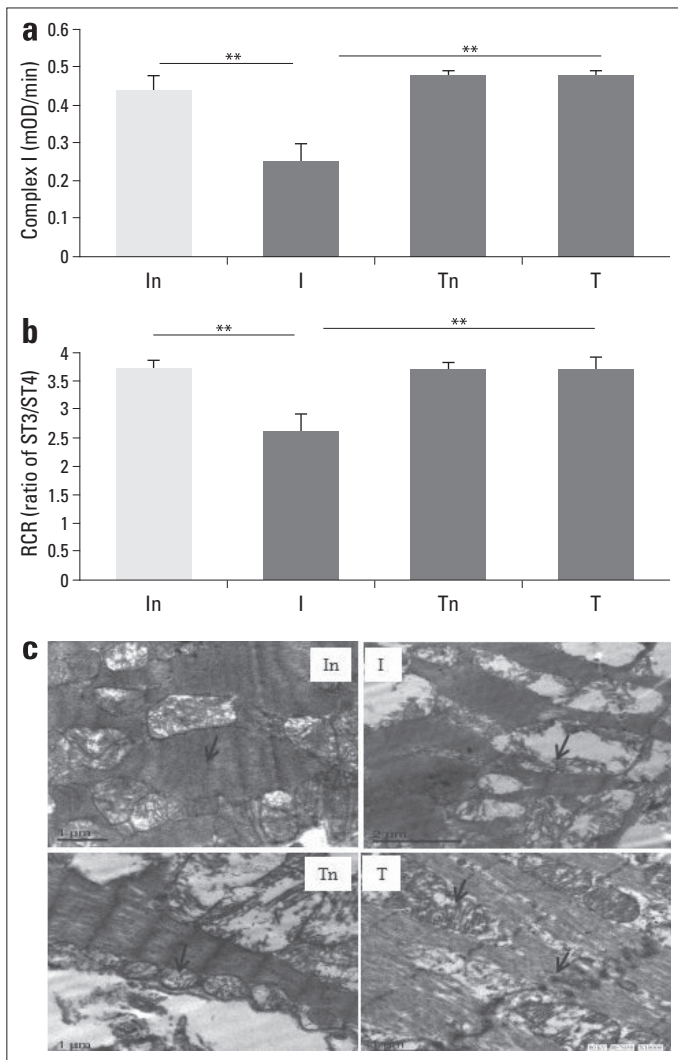 a
Complex I (mOD/min)
0.6
0.5
0.4
0.3
0.2
0.1
0
**
**
In
I
Tn
T
b
RCR (ratio of ST3/ST4)
4
3.5
3
2.5
2
1.5
1
0.5
0
**
**
In
I
Tn
T
c
In
1 µm
I
2 µm
Tn
1 µm
T